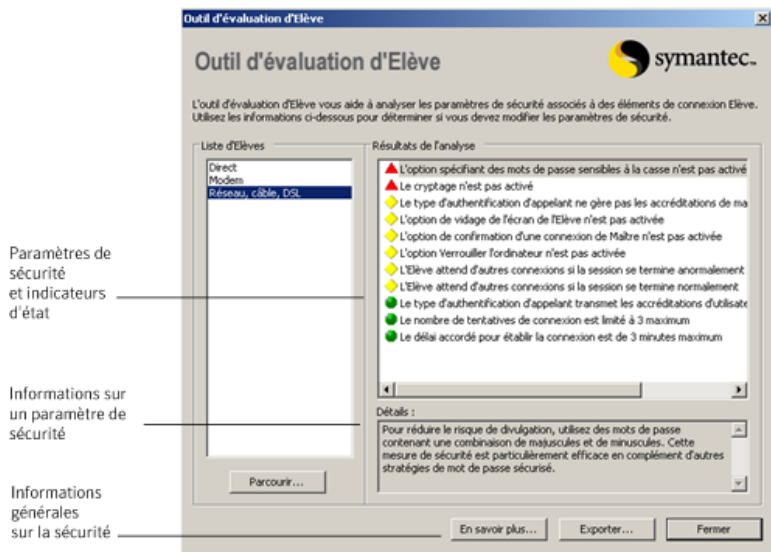 Outil d'évaluation d'Elève
Outil d'évaluation d'Elève
symantec.
L'outil d'évaluation d'Elève vous aide à analyser les paramètres de sécurité associés à des éléments de connexion Elève.
Utilisez les informations ci-dessous pour déterminer si vous devez modifier les paramètres de sécurité.
Liste d'Elèves
Direct
Modem
Réseau, câble, DSL
Parcourir...
Résultats de l'analyse
L'option spécifiant des mots de passe sensibles à la casse n'est pas activé
Le cryptage n'est pas activé
Le type d'authentification d'appelant ne gère pas les accréditations de ma
L'option de vidage de l'écran de l'Elève n'est pas activée
L'option de confirmation d'une connexion de Maître n'est pas activée
L'option Verrouiller l'ordinateur n'est pas activée
L'Elève attend d'autres connexions si la session se termine anormalement
L'Elève attend d'autres connexions si la session se termine normalement
Le type d'authentification d'appelant transmet les accréditations d'utilisate
Le nombre de tentatives de connexion est limité à 3 maximum
Le délai accordé pour établir la connexion est de 3 minutes maximum
Détails :
Pour réduire le risque de divulgation, utilisez des mots de passe
contenant une combinaison de majuscules et de minuscules. Cette
mesure de sécurité est particulièrement efficace en complément d'autres
stratégies de mot de passe sécurisé.
En savoir plus...
Exporter...
Fermer
Paramètres de
sécurité
et indicateurs
d'état
Informations sur
un paramètre de
sécurité
Informations
générales
sur la sécurité